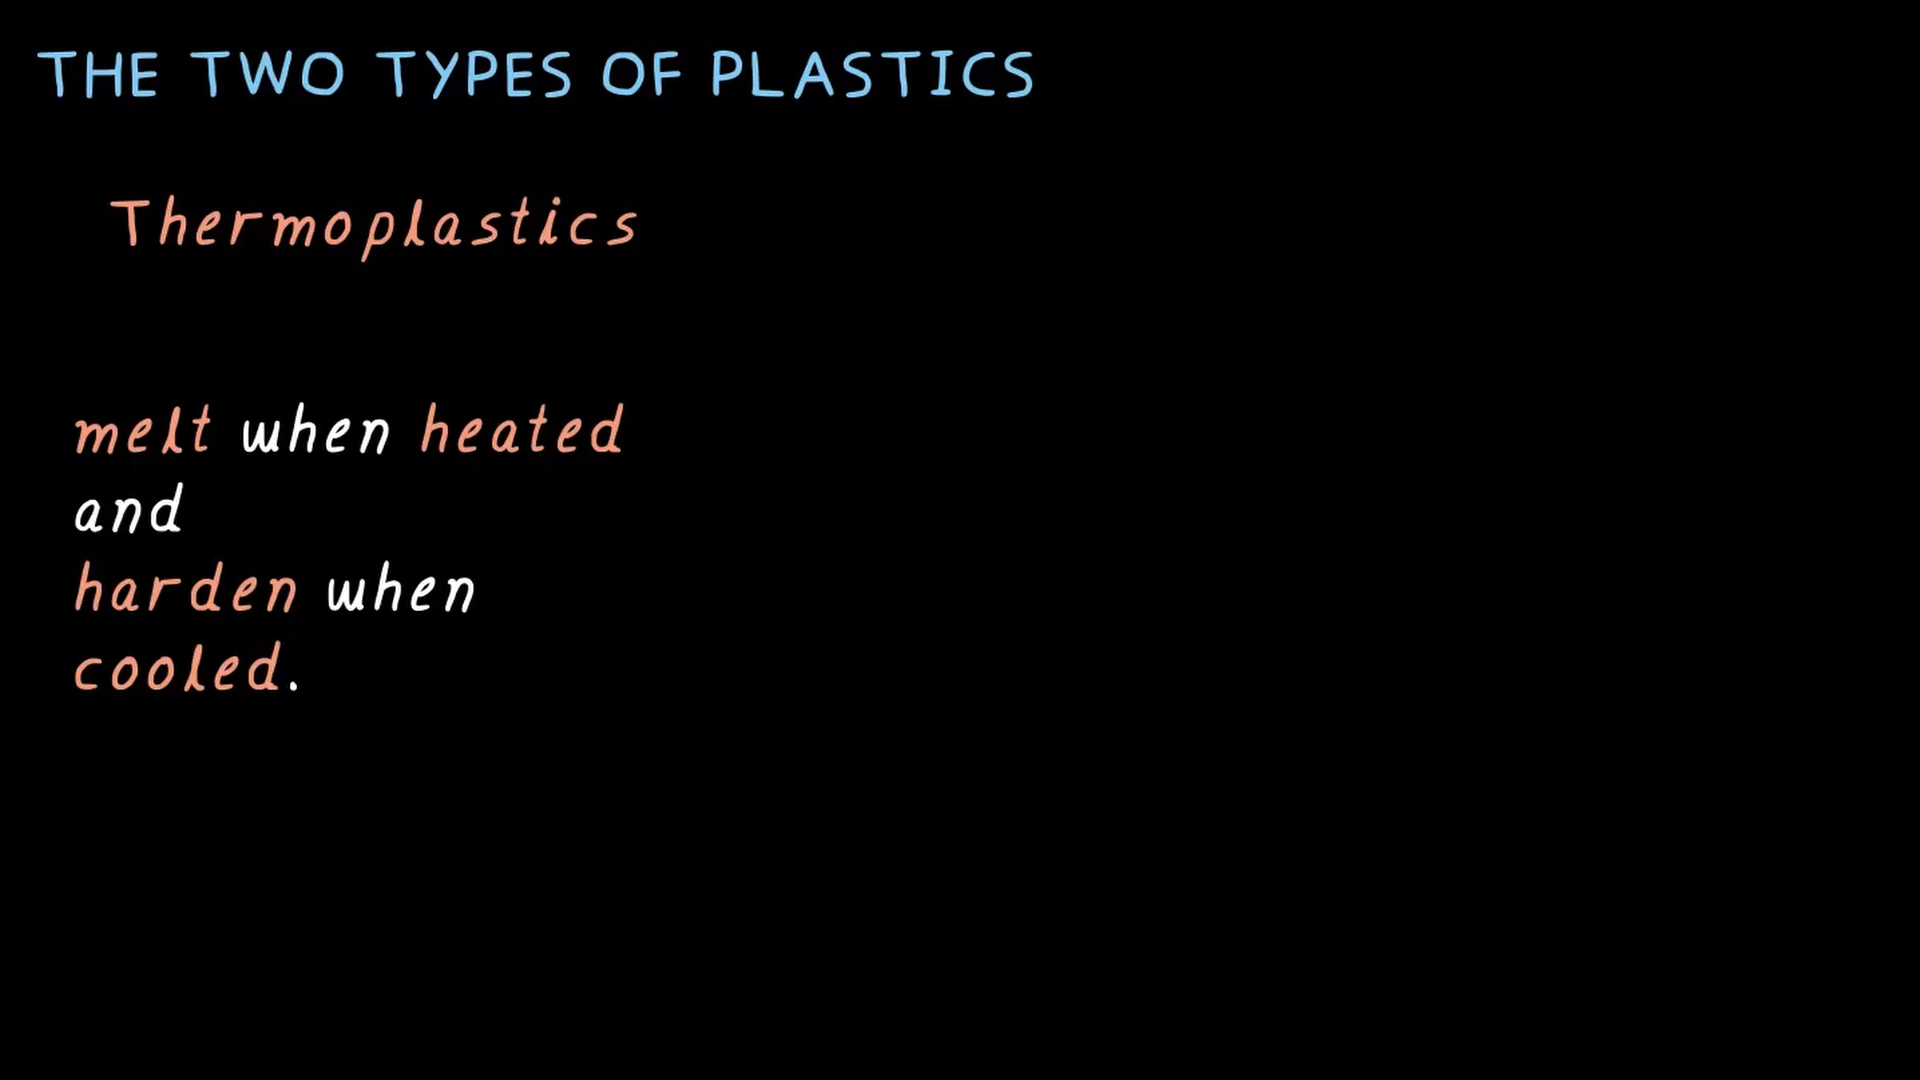 THE TWO TYPES OF PLASTICS
Thermoplastics
melt when heated
and
harden when
cooled.